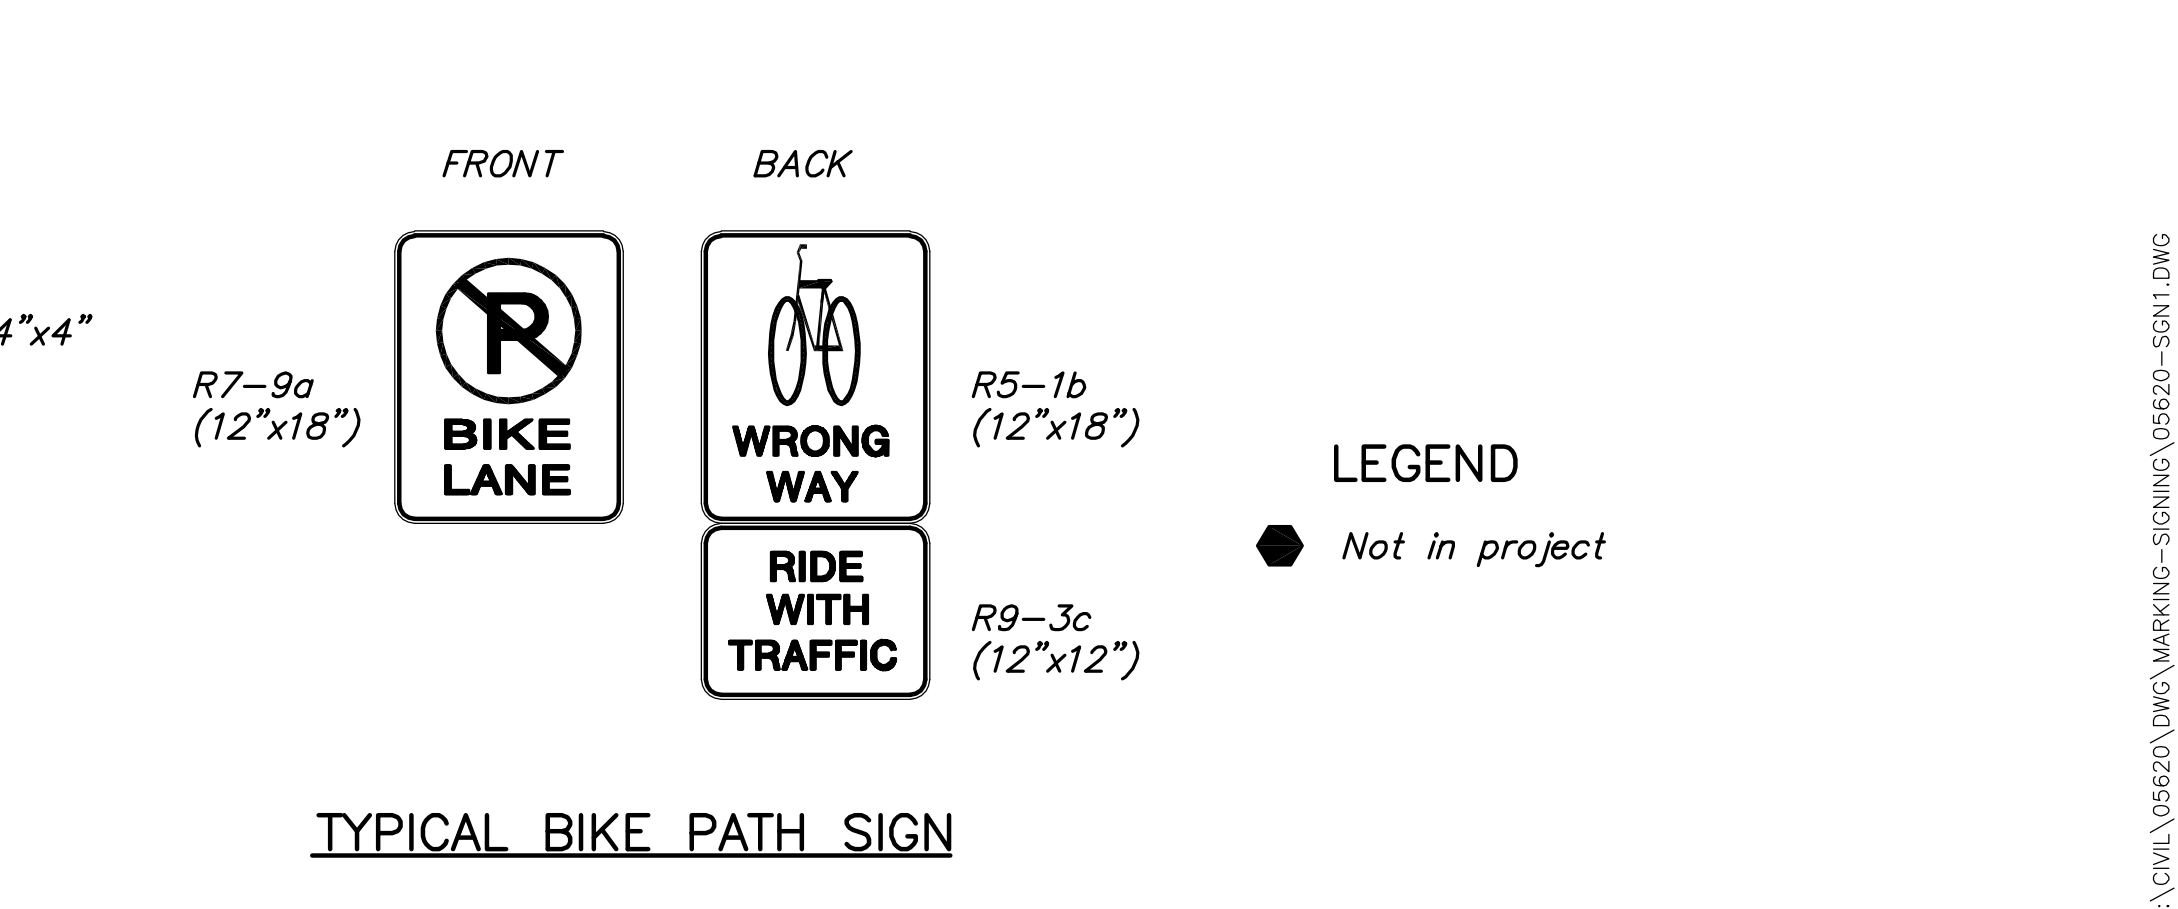 FRONT
BACK
4”x4”
R7-9a
(12”x18”)
P
BIKE
LANE
WRONG
WAY
R5-1b
(12”x18”)
RIDE
WITH
TRAFFIC
R9-3c
(12”x12”)
LEGEND
Not in project
TYPICAL BIKE PATH SIGN
:\CIVIL\05620\DWG\MARKING-SIGNING\05620-SGN1.DWG